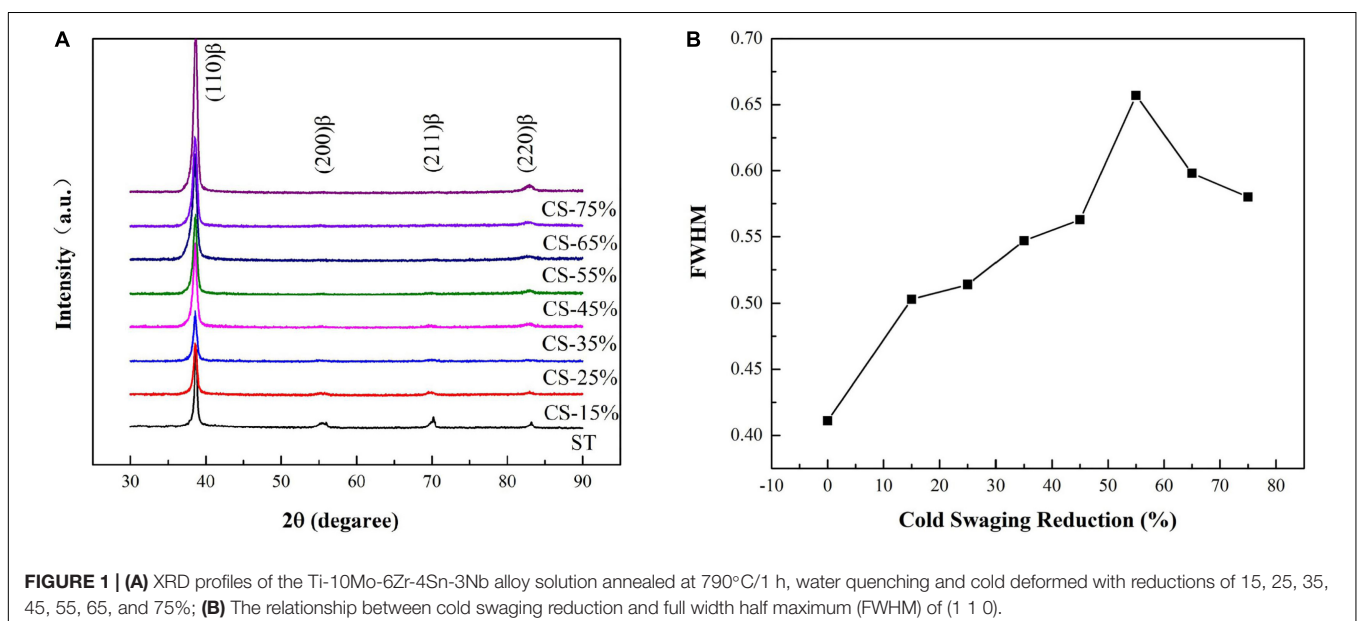 A
(110)β
(200)β
(211)β
(220)β
CS-75%
CS-65%
CS-55%
CS-45%
CS-35%
CS-25%
CS-15%
ST
Intensity（a.u.）
30 40 50 60 70 80 90
2θ (degaree)
B
0.70
0.65
0.60
0.55
0.50
0.45
0.40
FWHM
-10 0 10 20 30 40 50 60 70 80
Cold Swaging Reduction (%)
FIGURE 1 | (A) XRD profiles of the Ti-10Mo-6Zr-4Sn-3Nb alloy solution annealed at 790°C/1 h, water quenching and cold deformed with reductions of 15, 25, 35,
45, 55, 65, and 75%; (B) The relationship between cold swaging reduction and full width half maximum (FWHM) of (1 1 0).